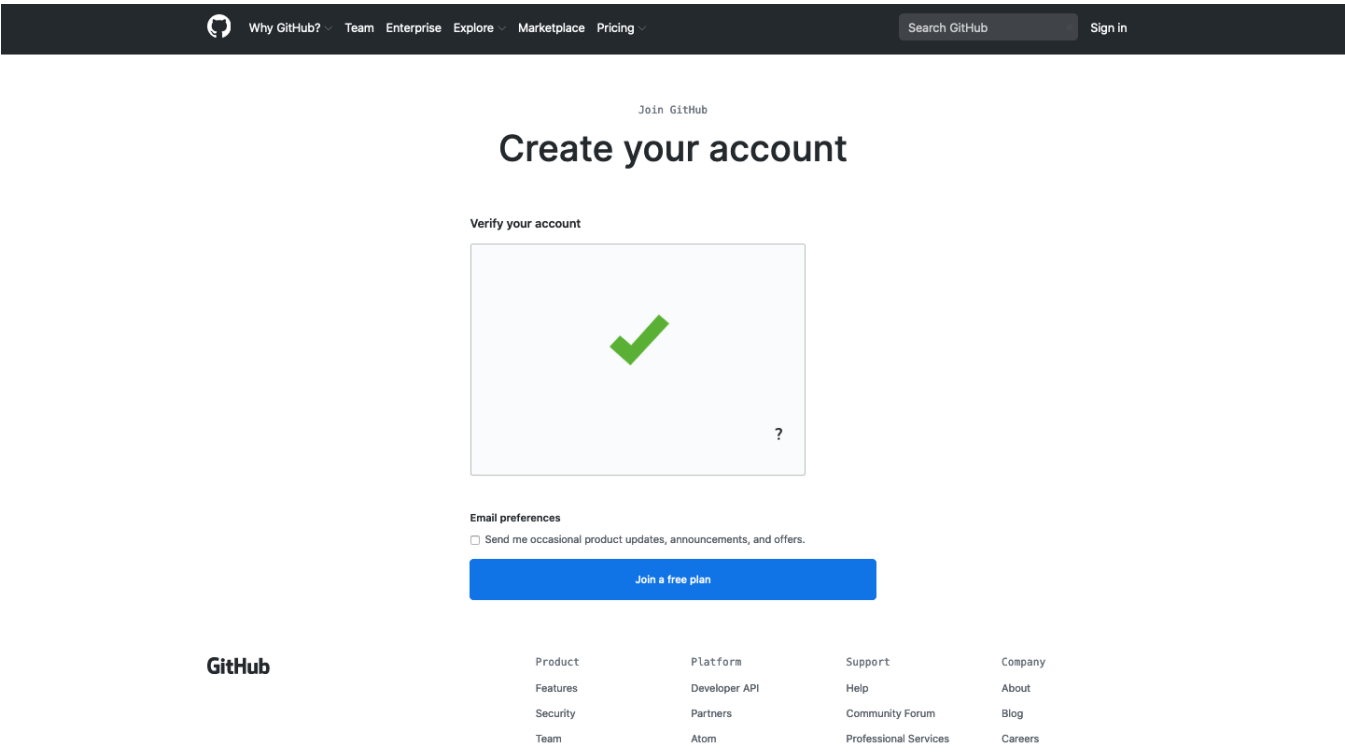 Why GitHub? Team Enterprise Explore Marketplace Pricing Search GitHub Sign in
Join GitHub
Create your account
Verify your account
?
Email preferences
Send me occasional product updates, announcements, and offers.
Join a free plan
GitHub Product Platform Support Company
Features Developer API Help About
Security Partners Community Forum Blog
Team Atom Professional Services Careers